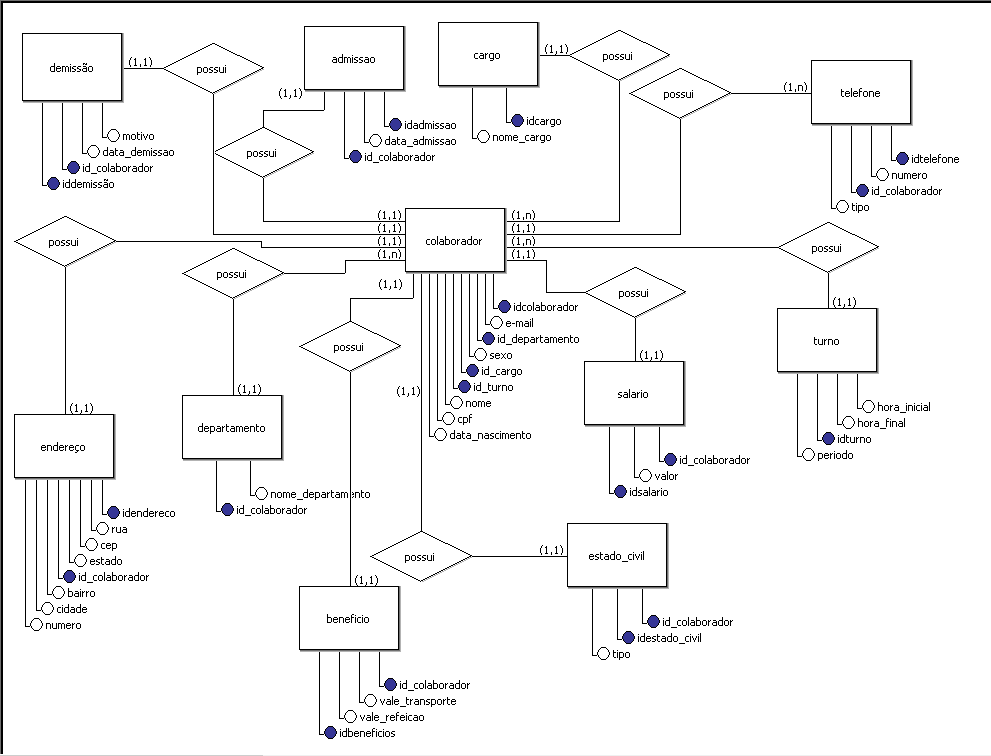 demissão
(1,1)
possui
motivo
data_demissao
id_colaborador
iddemissão
admissao
(1,1)
possui
idadmissao
data_admissao
id_colaborador
cargo
(1,1)
possui
idcargo
nome_cargo
possui
(1,n)
telefone
idtelefone
numero
id_colaborador
tipo
colaborador
(1,1)
(1,1)
(1,1)
(1,n)
(1,1)
(1,n)
(1,1)
(1,n)
(1,1)
(1,1)
idcolaborador
e-mail
id_departamento
sexo
id_cargo
id_turno
nome
cpf
data_nascimento
possui
(1,1)
endereço
idendereco
rua
cep
estado
id_colaborador
bairro
cidade
numero
possui
(1,1)
departamento
nome_departamento
id_colaborador
possui
(1,1)
beneficio
id_colaborador
vale_transporte
vale_refeicao
idbeneficios
possui
(1,1)
estado_civil
id_colaborador
idestado_civil
tipo
possui
(1,1)
salario
id_colaborador
valor
idsalario
possui
(1,1)
turno
hora_inicial
hora_final
idturno
periodo